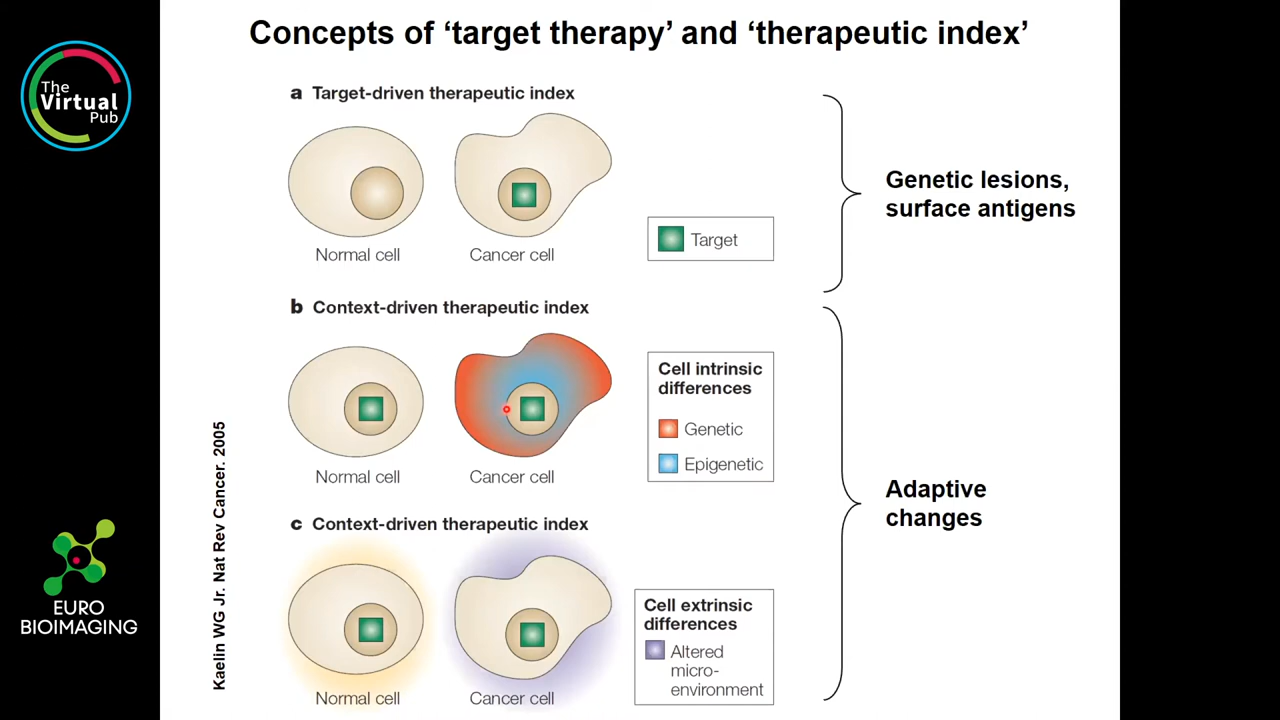 Concepts of ‘target therapy’ and ‘therapeutic index’
The
Virtual
Pub
a Target-driven therapeutic index
Normal cell
Cancer cell
Target
Genetic lesions,
surface antigens
b Context-driven therapeutic index
Normal cell
Cancer cell
Cell intrinsic
differences
Genetic
Epigenetic
Adaptive
changes
c Context-driven therapeutic index
Normal cell
Cancer cell
Cell extrinsic
differences
Altered
micro-
environment
Kaelin WG Jr. Nat Rev Cancer. 2005
EURO
BIOIMAGING